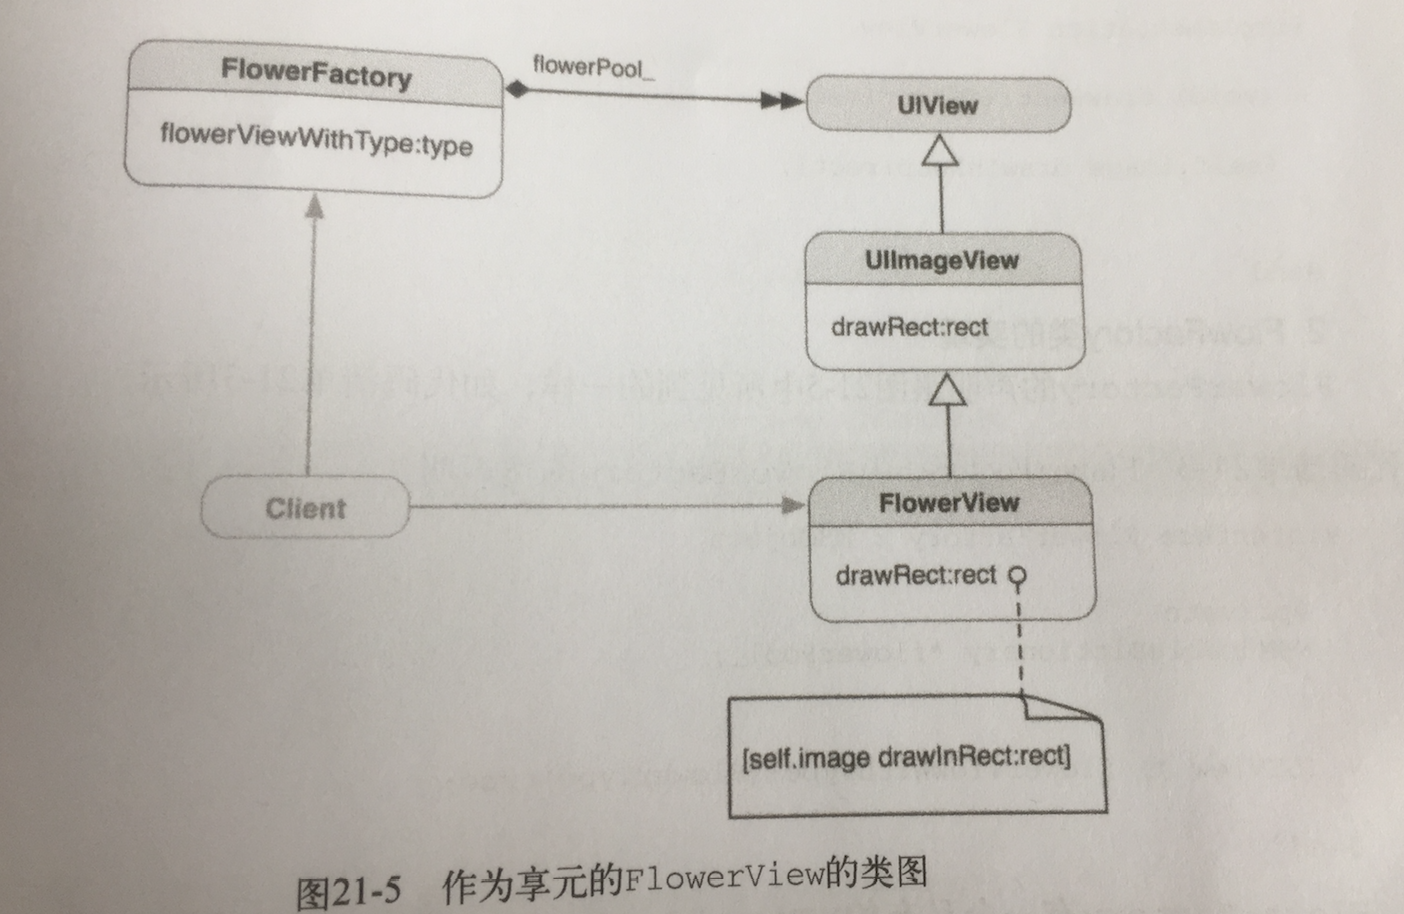 FlowerFactory
flowerViewWithType:type
flowerPool_
UIView
UIImageView
drawRect:rect
Client
FlowerView
drawRect:rect
[self.image drawInRect:rect]
图21-5 作为享元的FlowerView的类图